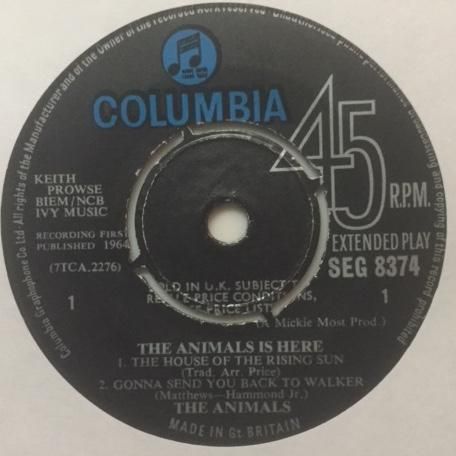 of the Recorded Work Reserved Unauthorised Public
COLUMBIA
45
R.P.M.
KEITH
PROWSE
BIEM/NCB
IVY MUSIC
RECORDING FIRST
PUBLISHED 1964
(7TCA.2276)
EXTENDED PLAY
SEG 8374
1
1
SOLD IN U.K. SUBJECT T
PRICE CONDITIONS,
PRICE LIST
(A Mickie Most Prod.)
THE ANIMALS IS HERE
1. THE HOUSE OF THE RISING SUN
(Trad. Arr. Price)
2. GONNA SEND YOU BACK TO WALKER
(Matthews—Hammond Jr.)
THE ANIMALS
MADE IN Gt. BRITAIN
Columbia Graphophone Co Ltd · All rights of the Manufacturer and of the Owner
and copying of this record prohibited